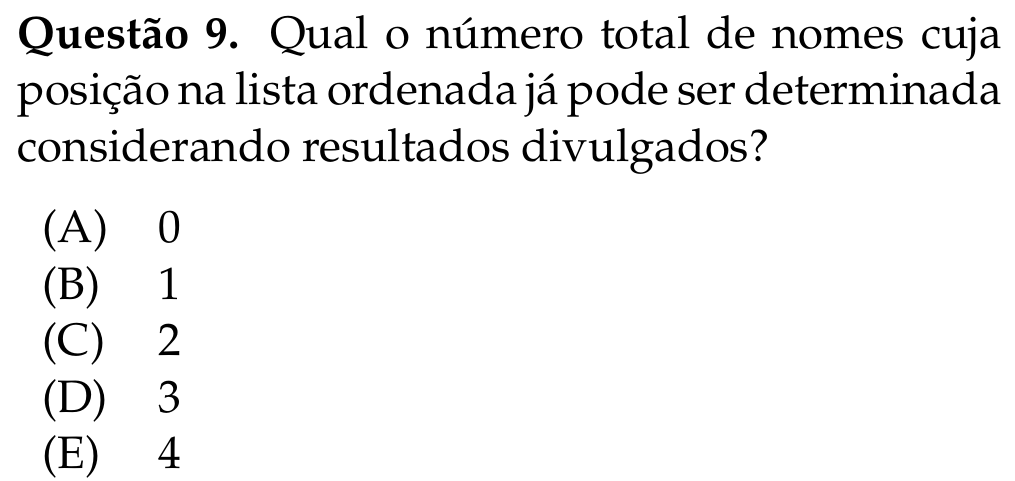 Questão 9. Qual o número total de nomes cuja
posição na lista ordenada já pode ser determinada
considerando resultados divulgados?
(A) 0
(B) 1
(C) 2
(D) 3
(E) 4